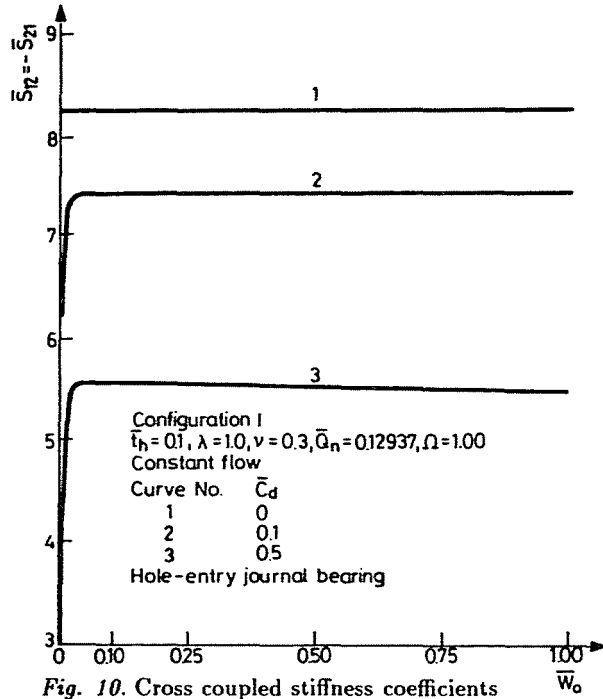 S̄12=-S̄21
9
8
7
6
5
4
3
1
2
3
Configuration I
t̄h = 0.1, λ = 1.0, ν = 0.3, Q̄n = 0.12937, Ω = 1.00
Constant flow
Curve No. C̄d
1 0
2 0.1
3 0.5
Hole-entry journal bearing
0 0.10 0.25 0.50 0.75 1.00
W̄o
Fig. 10. Cross coupled stiffness coefficients